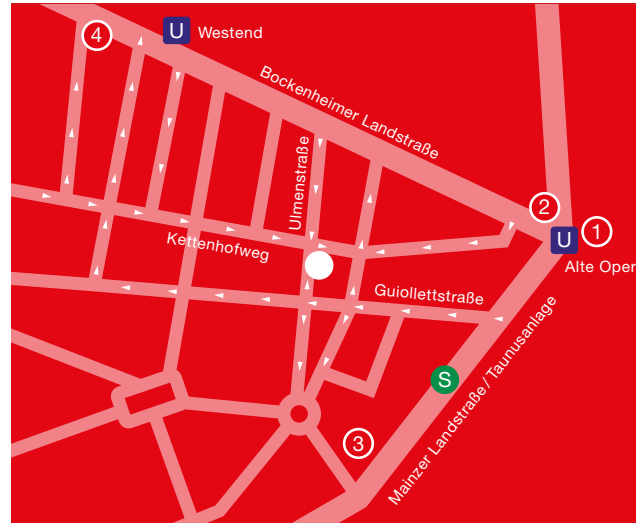 4
U
Westend
Bockenheimer Landstraße
Ulmenstraße
2
1
U
Kettenhofweg
Alte Oper
Guiollettstraße
S
Mainzer Landstraße / Taunusanlage
3